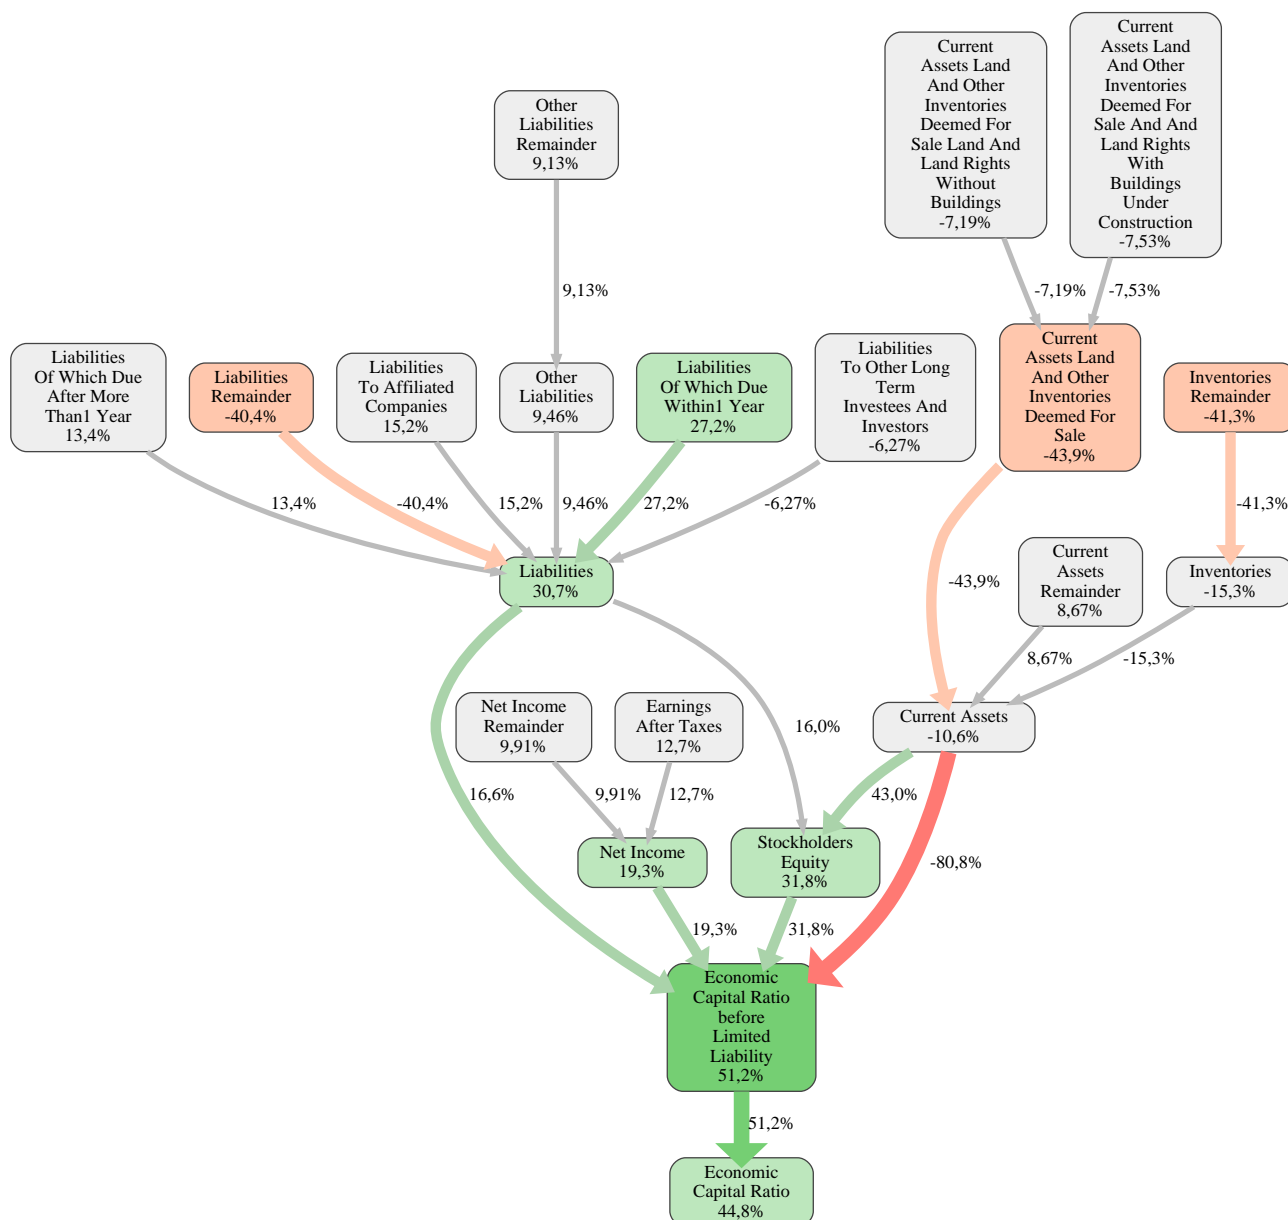 Current
Assets Land
And Other
Inventories
Deemed For
Sale Land And
Land Rights
Without
Buildings
-7,19%
Current
Assets Land
And Other
Inventories
Deemed For
Sale And And
Land Rights
With
Buildings
Under
Construction
-7,53%
Other
Liabilities
Remainder
9,13%
9,13%
-7,19%
-7,53%
Liabilities
Of Which Due
After More
Than1 Year
13,4%
Liabilities
Remainder
-40,4%
Liabilities
To Affiliated
Companies
15,2%
Other
Liabilities
9,46%
Liabilities
Of Which Due
Within1 Year
27,2%
Liabilities
To Other Long
Term
Investees And
Investors
-6,27%
Current
Assets Land
And Other
Inventories
Deemed For
Sale
-43,9%
Inventories
Remainder
-41,3%
13,4%
-40,4%
15,2%
9,46%
27,2%
-6,27%
-43,9%
-41,3%
Liabilities
30,7%
Current
Assets
Remainder
8,67%
Inventories
-15,3%
8,67%
-15,3%
Net Income
Remainder
9,91%
Earnings
After Taxes
12,7%
Current Assets
-10,6%
16,6%
9,91%
12,7%
16,0%
43,0%
-80,8%
Net Income
19,3%
Stockholders
Equity
31,8%
19,3%
31,8%
Economic
Capital Ratio
before
Limited
Liability
51,2%
51,2%
Economic
Capital Ratio
44,8%